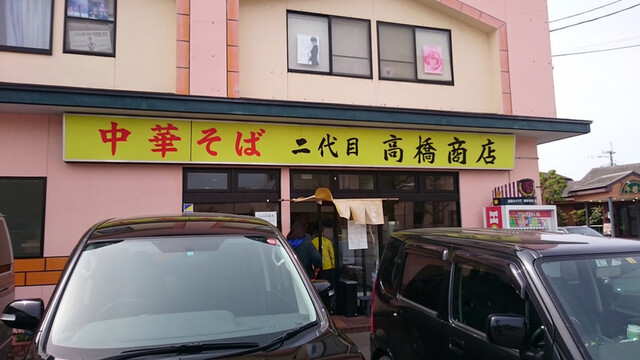 中華そば 二代目 高橋商店